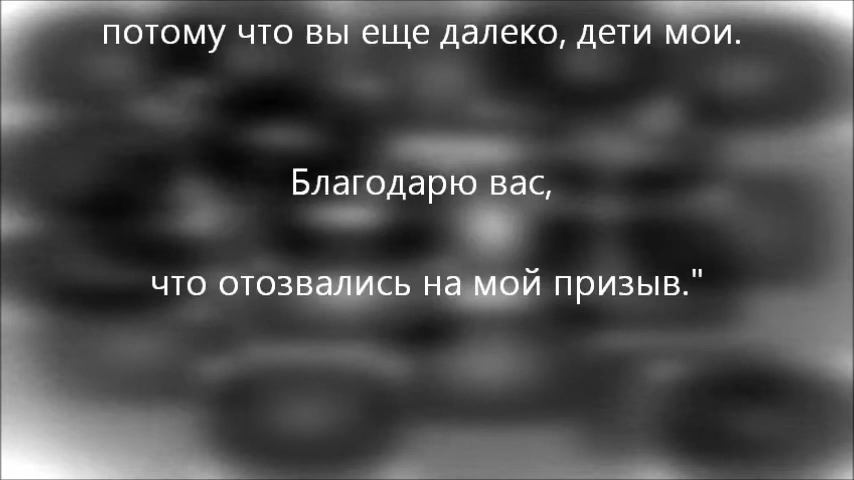 потому что вы еще далеко, дети мои.
Благодарю вас,
что отозвались на мой призыв."